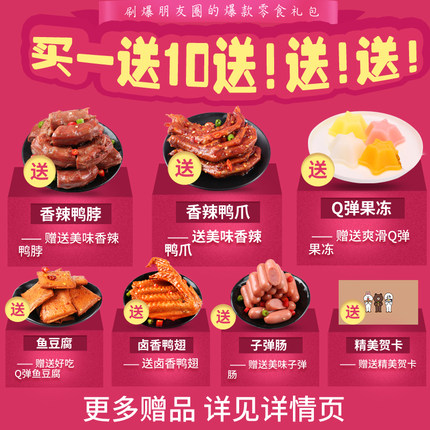 刷爆朋友圈的爆款零食礼包
买一送10送!送!送!
送 送 送
香辣鸭脖 香辣鸭爪 Q弹果冻
——赠送美味香辣 ——送美味香辣 ——赠送爽滑Q弹
鸭脖 鸭爪 果冻
送 送 送 送
鱼豆腐 卤香鸭翅 子弹肠 精美贺卡
——赠送好吃 ——送卤香鸭翅 ——赠送美味子弹 ——赠送精美贺卡
Q弹鱼豆腐 肠
更多赠品 详见详情页